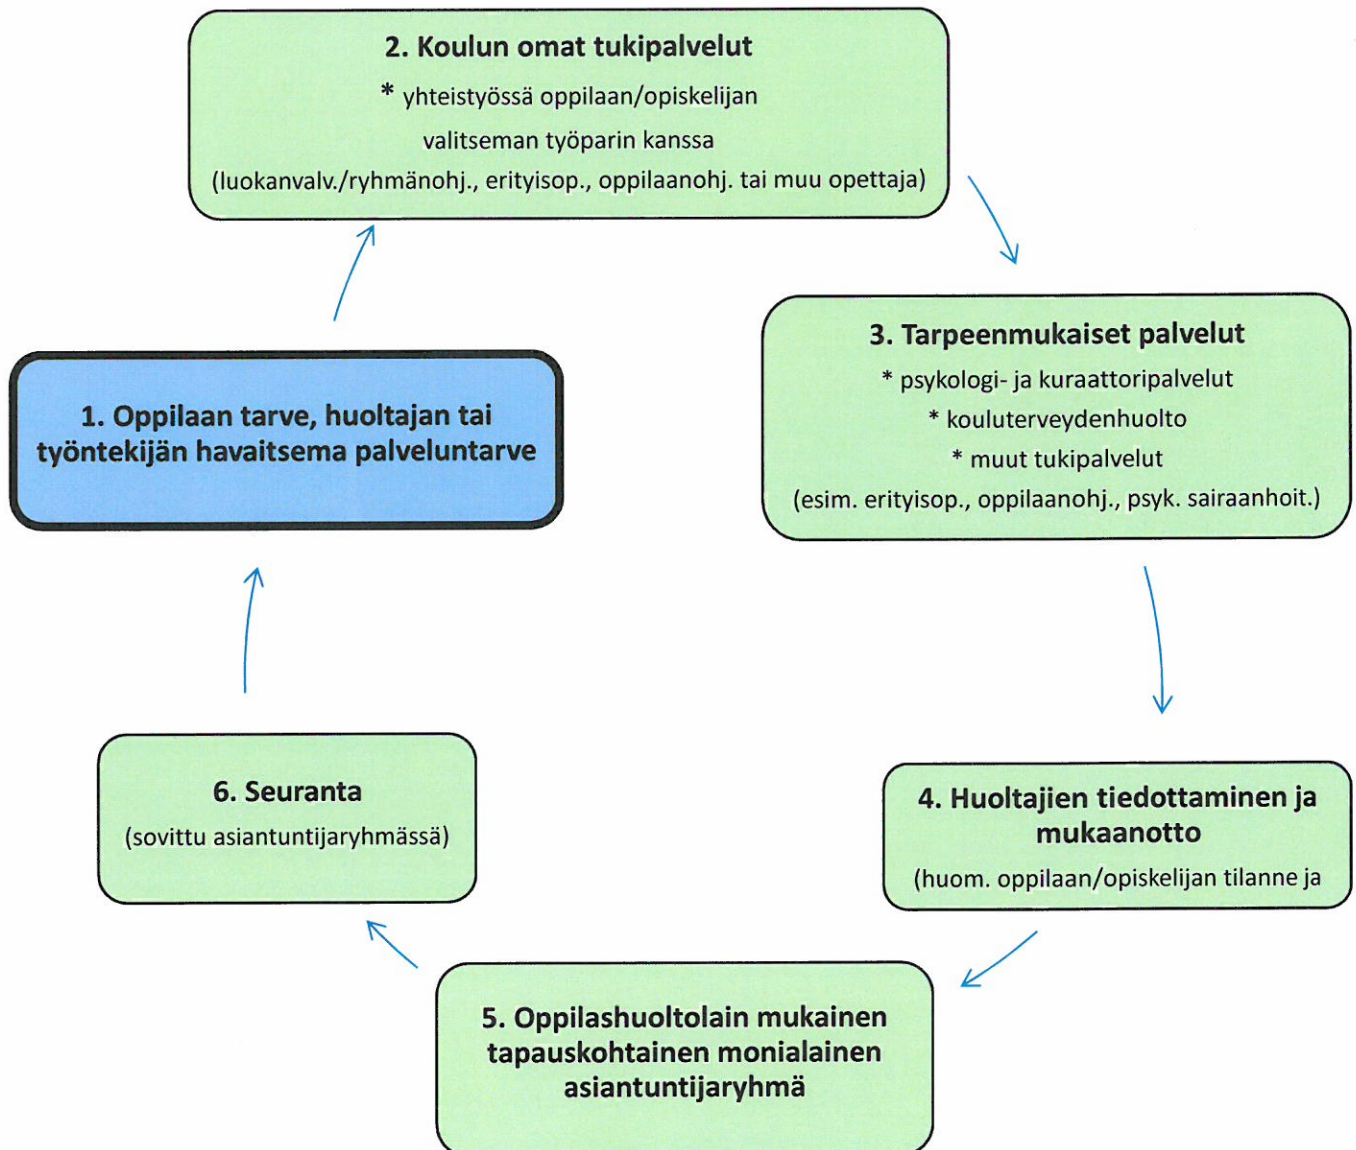 2. Koulun omat tukipalvelut
* yhteistyössä oppilaan/opiskelijan
valitseman työparin kanssa
(luokanvalv./ryhmänohj., erityisop., oppilaanohj. tai muu opettaja)
3. Tarpeenmukaiset palvelut
* psykologi- ja kuraattoripalvelut
* kouluterveydenhuolto
* muut tukipalvelut
(esim. erityisop., oppilaanohj., psyk. sairaanhoit.)
1. Oppilaan tarve, huoltajan tai
työntekijän havaitsema palveluntarve
4. Huoltajien tiedottaminen ja
mukaanotto
(huom. oppilaan/opiskelijan tilanne ja
5. Oppilashuoltolain mukainen
tapauskohtainen monialainen
asiantuntijaryhmä
6. Seuranta
(sovittu asiantuntijaryhmässä)